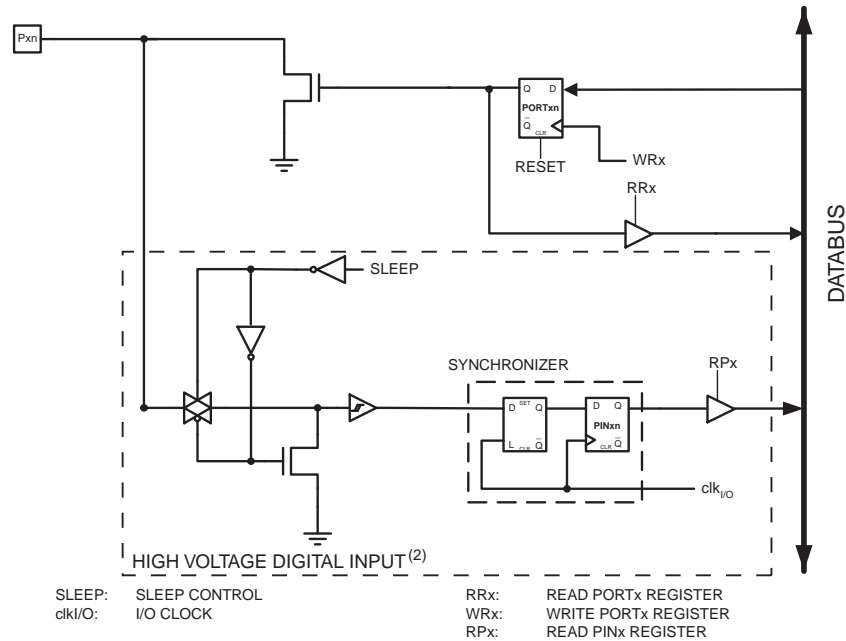 Pxn
Q D
PORTxn
Q
CLR
RESET
WRx
RRx
DATABUS
SLEEP
SYNCHRONIZER
RPx
D SET Q
L CLR Q
D Q
PINxn
CLR Q
clk I/O
HIGH VOLTAGE DIGITAL INPUT(2)
SLEEP: SLEEP CONTROL
clkI/O: I/O CLOCK
RRx: READ PORTx REGISTER
WRx: WRITE PORTx REGISTER
RPx: READ PINx REGISTER